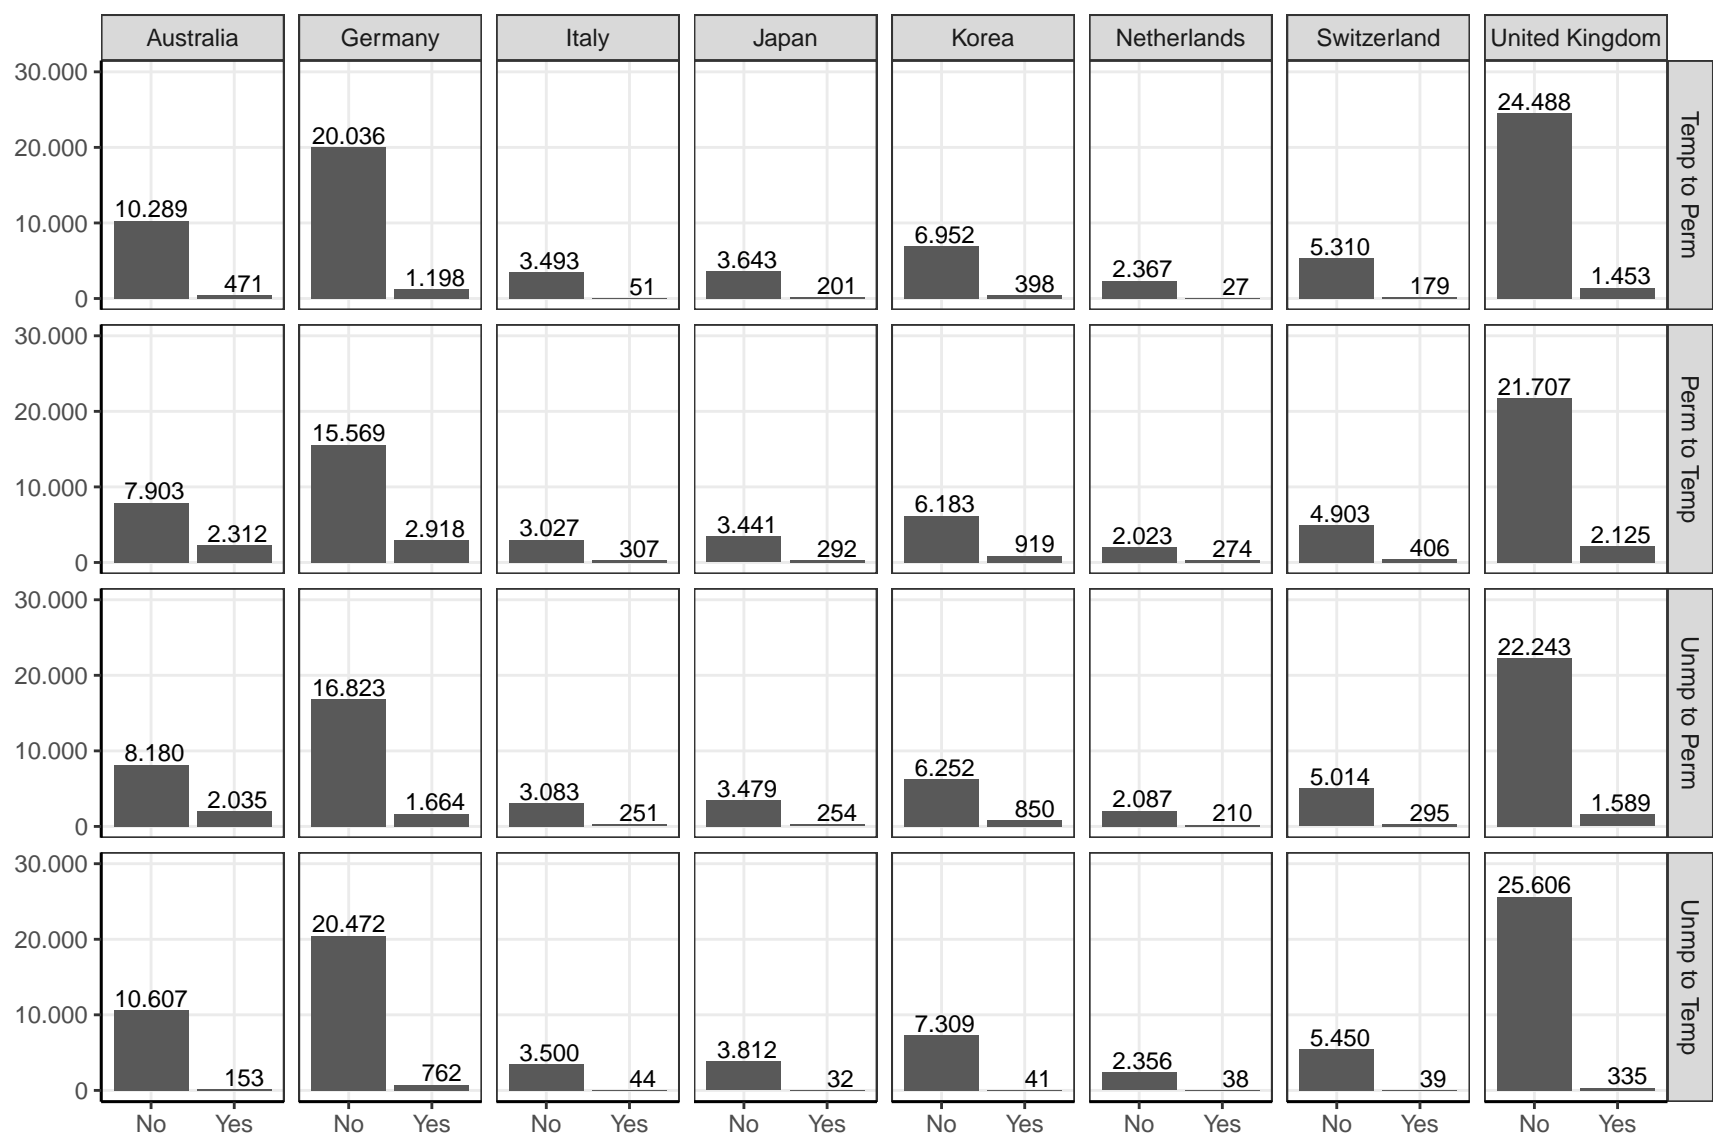 Australia Germany Italy Japan Korea Netherlands Switzerland United Kingdom
30.000
20.000
10.000
0
10.289 471 20.036 1.198 3.493 51 3.643 201 6.952 398 2.367 27 5.310 179 24.488 1.453
Temp to Perm
30.000
20.000
10.000
0
7.903 2.312 15.569 2.918 3.027 307 3.441 292 6.183 919 2.023 274 4.903 406 21.707 2.125
Perm to Temp
30.000
20.000
10.000
0
8.180 2.035 16.823 1.664 3.083 251 3.479 254 6.252 850 2.087 210 5.014 295 22.243 1.589
Unmp to Perm
30.000
20.000
10.000
0
10.607 153 20.472 762 3.500 44 3.812 32 7.309 41 2.356 38 5.450 39 25.606 335
Unmp to Temp
No Yes No Yes No Yes No Yes No Yes No Yes No Yes No Yes